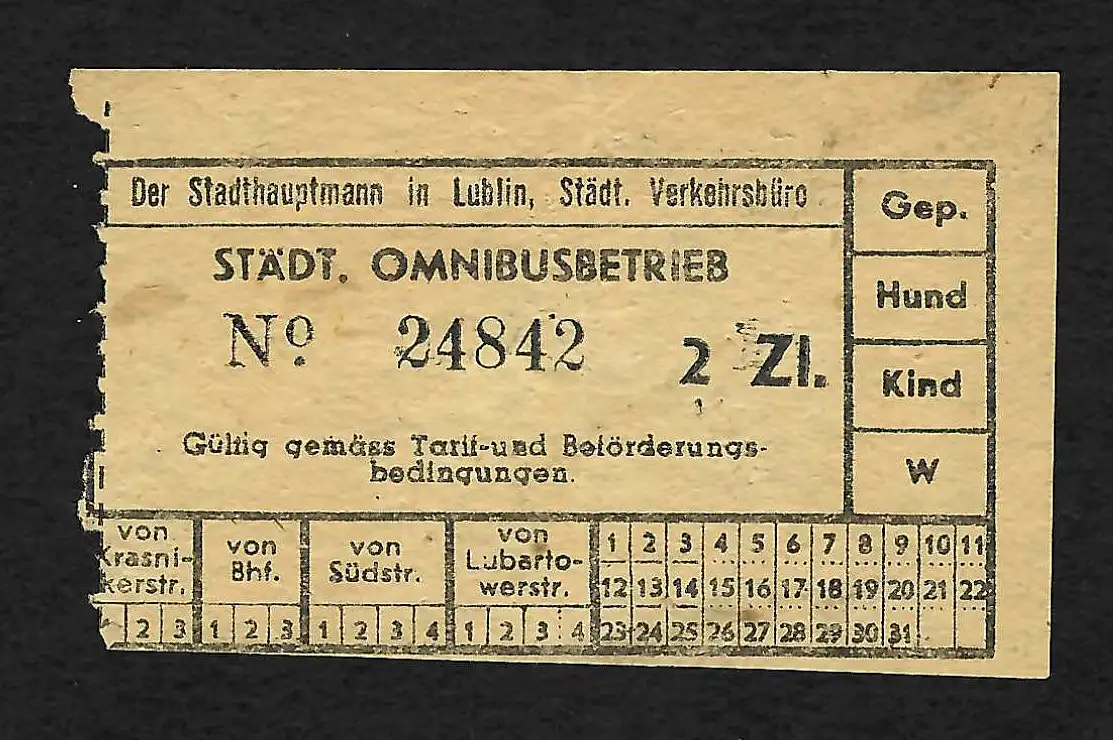 Der Stadthauptmann in Lublin, Städt. Verkehrsbüro
STÄDT. OMNIBUSBETRIEB
Nº 24842 2 Zl.
Gültig gemäss Tarif-und Beförderungs-
bedingungen.
Gep.
Hund
Kind
W
von
Krasni-
kerstr.
2 3
von
Bhf.
1 2 3
von
Südstr.
1 2 3 4
von
Lubarto-
werstr.
1 2 3 4
1 2 3 4 5 6 7 8 9 10 11
12 13 14 15 16 17 18 19 20 21 22
23 24 25 26 27 28 29 30 31